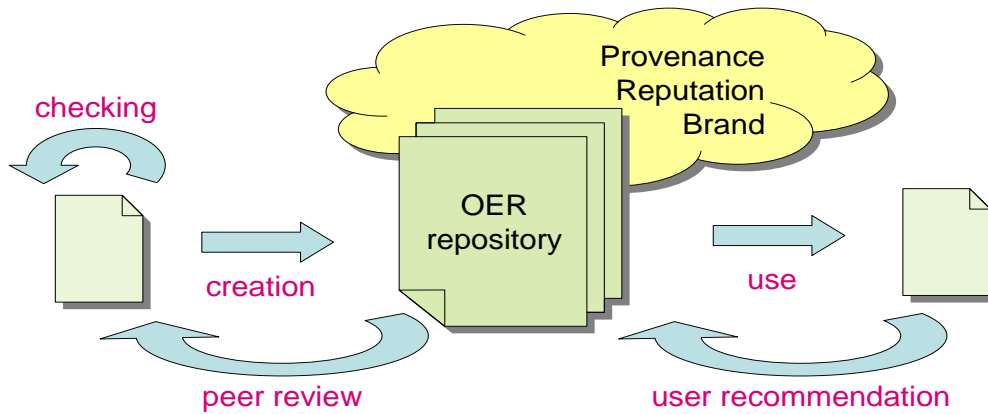 Provenance
Reputation
Brand
checking
OER
repository
creation
use
peer review
user recommendation